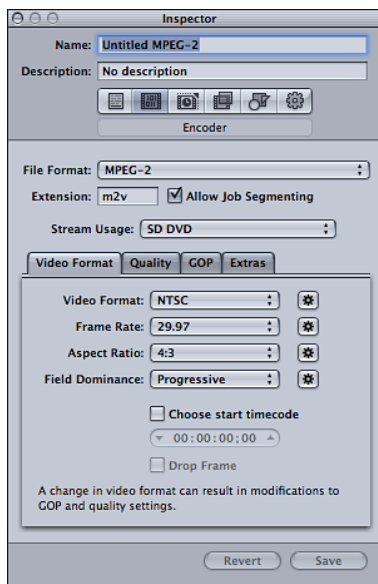 Inspector
Name: Untitled MPEG-2
Description: No description
Encoder
File Format: MPEG-2
Extension: m2v Allow Job Segmenting
Stream Usage: SD DVD
Video Format Quality GOP Extras
Video Format: NTSC
Frame Rate: 29.97
Aspect Ratio: 4:3
Field Dominance: Progressive
Choose start timecode
00:00:00;00
Drop Frame
A change in video format can result in modifications to
GOP and quality settings.
Revert Save